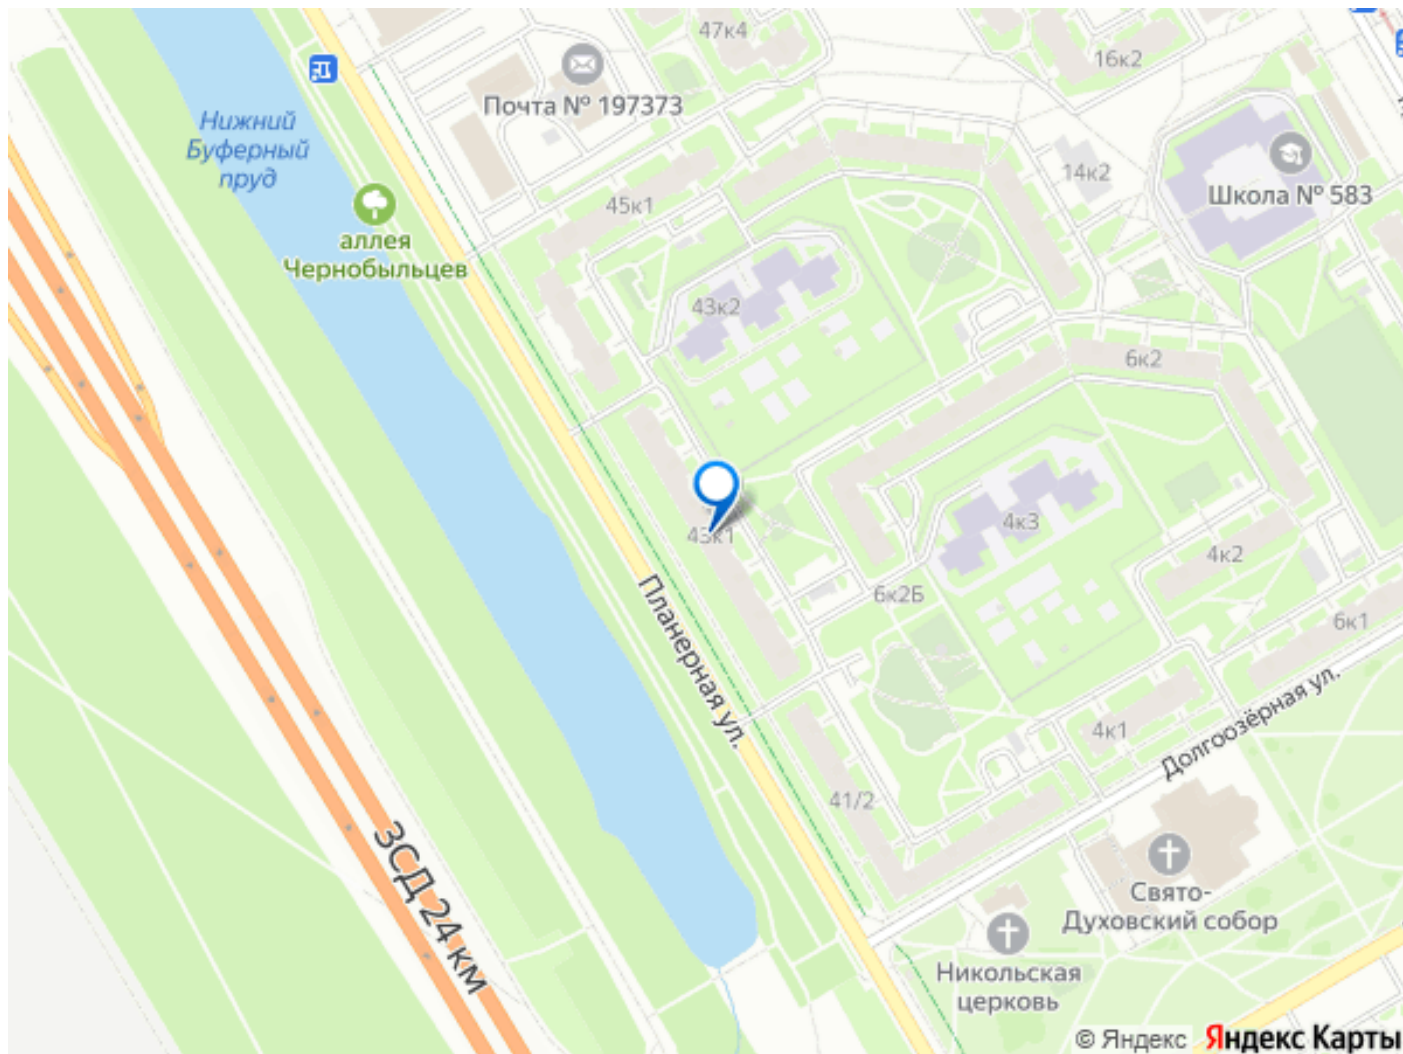 47к4
16к2
Почта № 197373
Нижний
Буферный
пруд
14к2
Школа № 583
45к1
аллея
Чернобыльцев
43к2
6к2
43к1
4к3
4к2
6к2Б
6к1
Планерная ул.
4к1
Долгоозёрная ул.
41/2
ЗСД 24 км
Свято-
Духовский собор
Никольская
церковь
© Яндекс Яндекс Карты